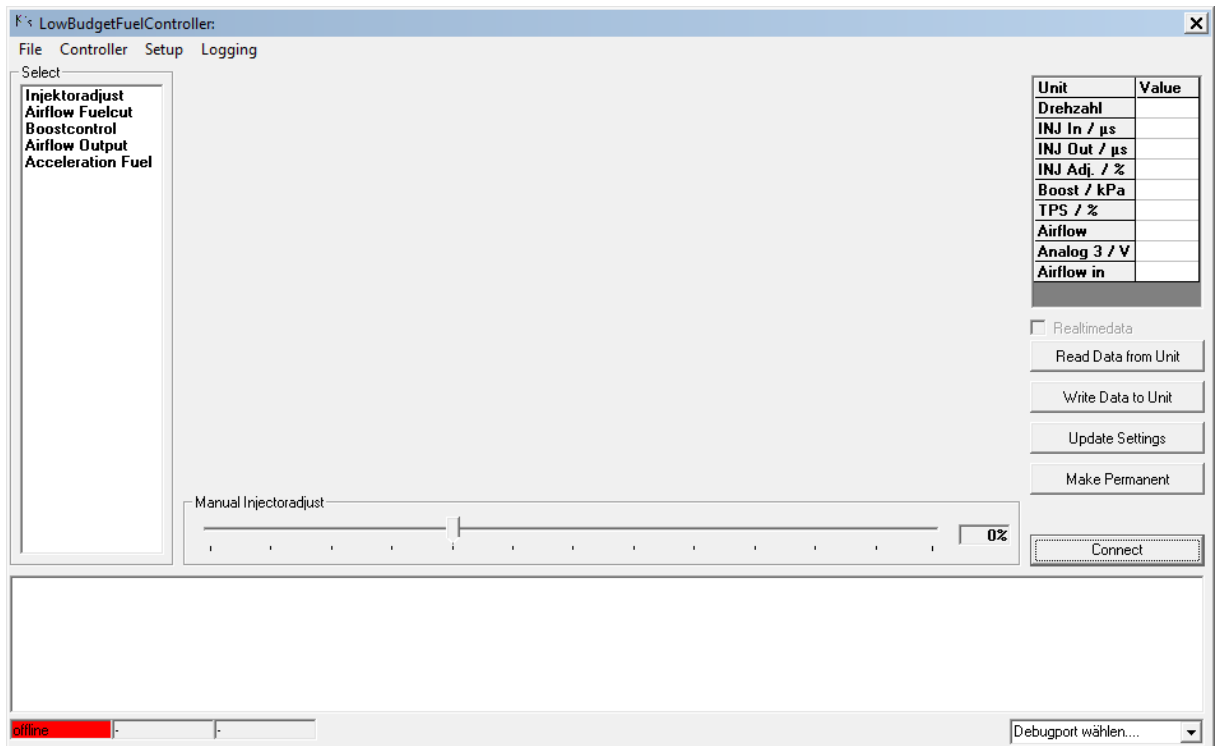 K's LowBudgetFuelController:
File Controller Setup Logging
Select
Injektoradjust
Airflow Fuelcut
Boostcontrol
Airflow Output
Acceleration Fuel
Unit Value
Drehzahl
INJ In / µs
INJ Out / µs
INJ Adj. / %
Boost / kPa
TPS / %
Airflow
Analog 3 / V
Airflow in
Realtimedata
Read Data from Unit
Write Data to Unit
Update Settings
Make Permanent
Manual Injectoradjust
0%
Connect
offline - -
Debugport wählen....